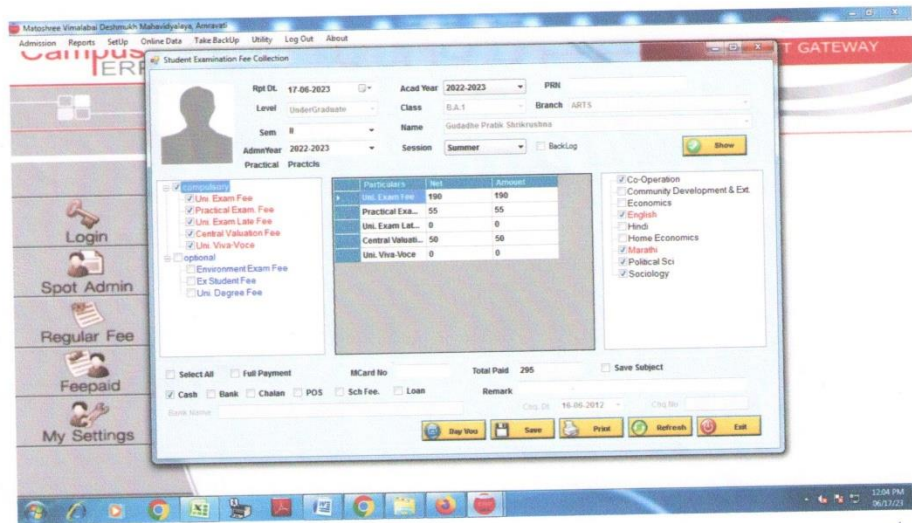 Matoshree Vimalabai Deshmukh Mahavidyalaya, Amravati
Admission Reports SetUp Online Data Take BackUp Utility Log Out About
Campus
ERP
T GATEWAY
Student Examination Fee Collection
Rpt Dt. 17-06-2023 Acad Year 2022-2023 PRN
Level UnderGraduate Class B.A.1 Branch ARTS
Sem II Name Gudadhe Pratik Shrikrushna
AdmnYear 2022-2023 Session Summer BackLog Show
Practical Practcls
compulsory
Uni. Exam Fee
Practical Exam. Fee
Uni. Exam Late Fee
Central Valuation Fee
Uni. Viva-Voce
optional
Environment Exam Fee
Ex Student Fee
Uni. Degree Fee
Particulars Net Amount
Uni. Exam Fee 190 190
Practical Exa... 55 55
Uni. Exam Lat... 0 0
Central Valuati... 50 50
Uni. Viva-Voce 0 0
Co-Operation
Community Development & Ext.
Economics
English
Hindi
Home Economics
Marathi
Political Sci
Sociology
Login
Spot Admin
Regular Fee
Feepaid
My Settings
Select All Full Payment MCard No Total Paid 295 Save Subject
Cash Bank Chalan POS Sch Fee. Loan Remark
Bank Name Chq Dt 16-06-2012 Chq No
Day Vou Save Print Refresh Exit
12:04 PM
06/17/23